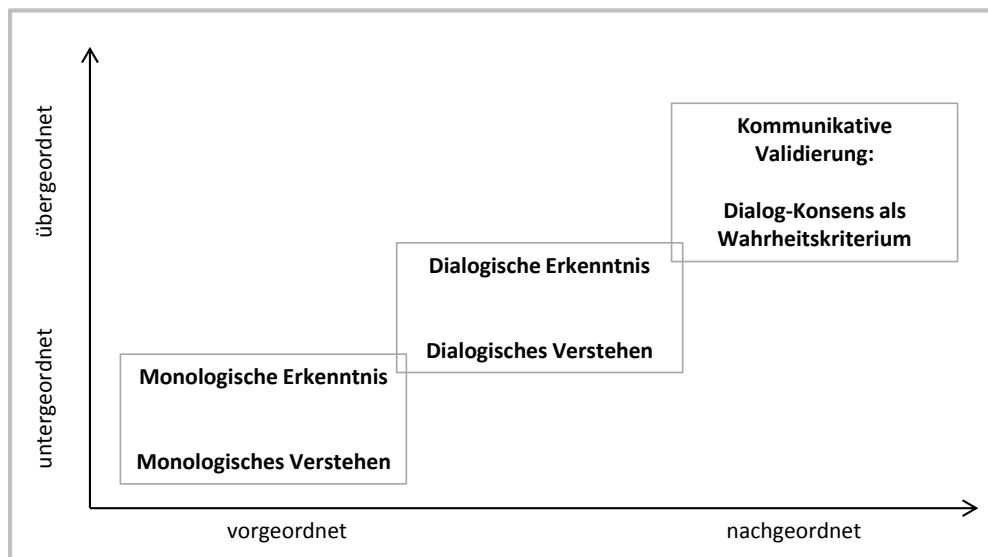 übergeordnet
untergeordnet
Kommunikative
Validierung:
Dialog-Konsens als
Wahrheitskriterium
Dialogische Erkenntnis
Dialogisches Verstehen
Monologische Erkenntnis
Monologisches Verstehen
vorgeordnet
nachgeordnet